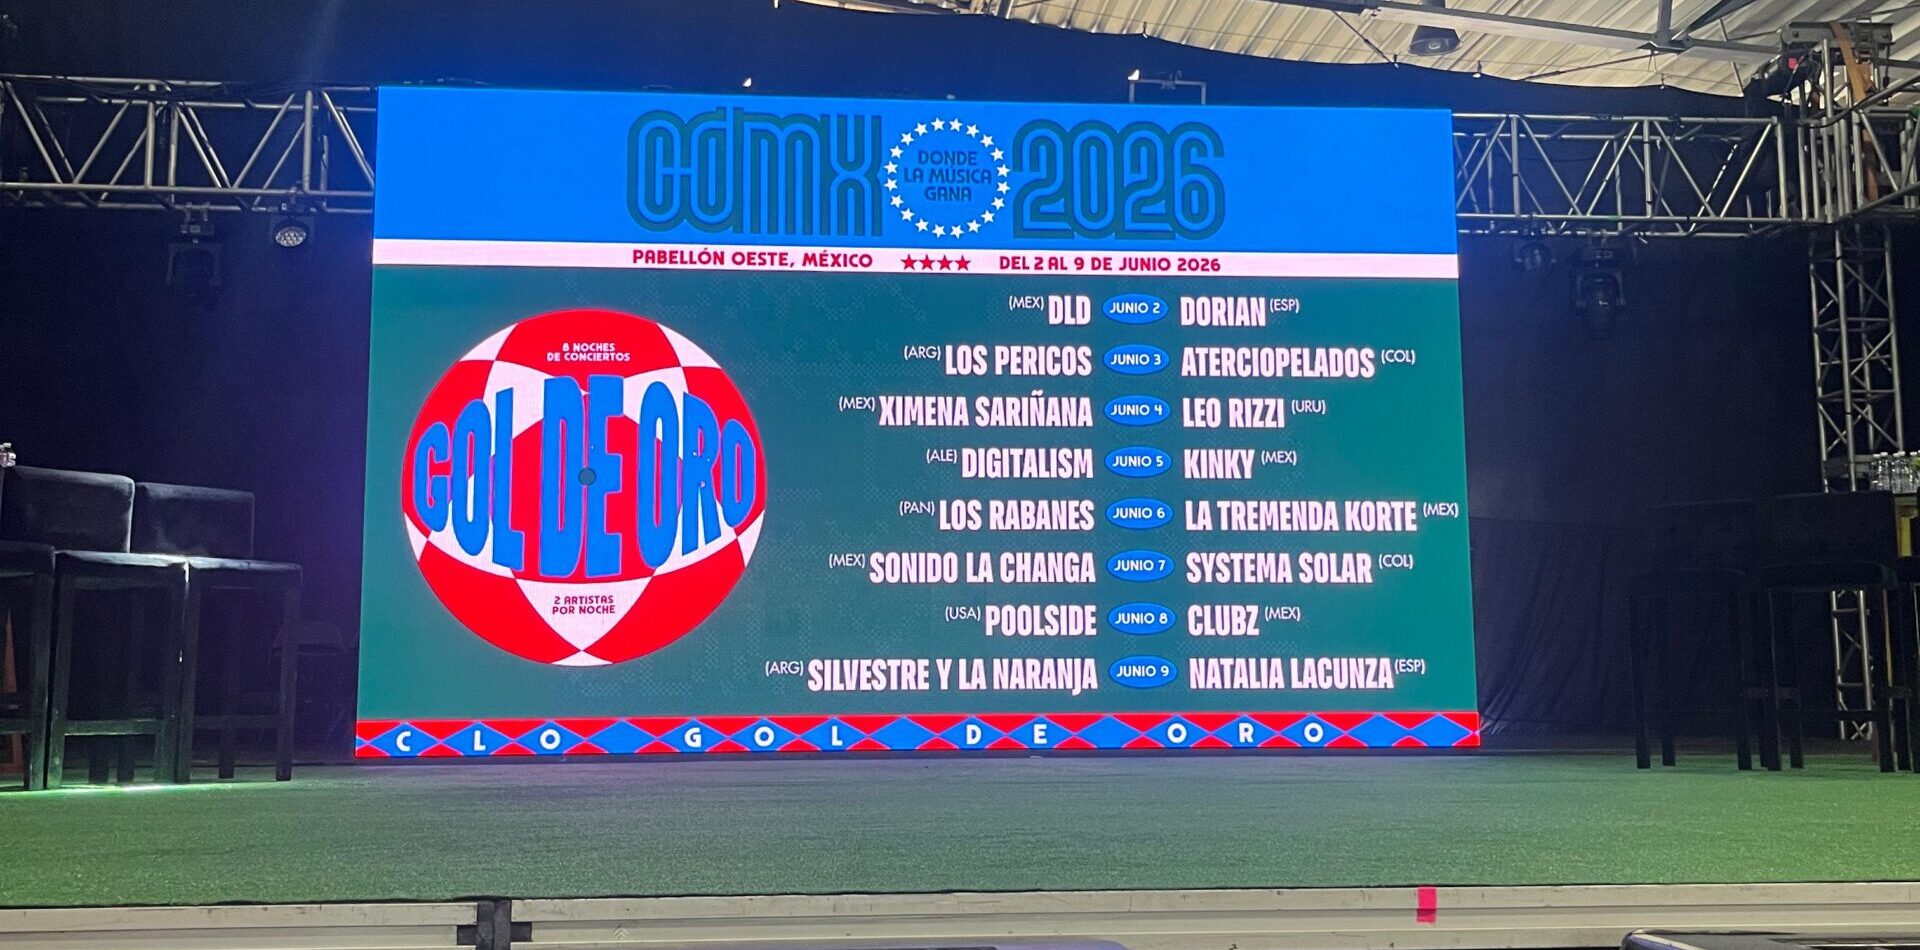 CDMX DONDE LA MÚSICA GANA 2026
PABELLÓN OESTE, MÉXICO ★★★★ DEL 2 AL 9 DE JUNIO 2026
8 NOCHES
DE CONCIERTOS
GOL DE ORO
2 ARTISTAS
POR NOCHE
(MEX) DLD JUNIO 2 DORIAN (ESP)
(ARG) LOS PERICOS JUNIO 3 ATERCIOPELADOS (COL)
(MEX) XIMENA SARIÑANA JUNIO 4 LEO RIZZI (URU)
(ALE) DIGITALISM JUNIO 5 KINKY (MEX)
(PAN) LOS RABANES JUNIO 6 LA TREMENDA KORTE (MEX)
(MEX) SONIDO LA CHANGA JUNIO 7 SYSTEMA SOLAR (COL)
(USA) POOLSIDE JUNIO 8 CLUBZ (MEX)
(ARG) SILVESTRE Y LA NARANJA JUNIO 9 NATALIA LACUNZA (ESP)
CLO GOL DE ORO